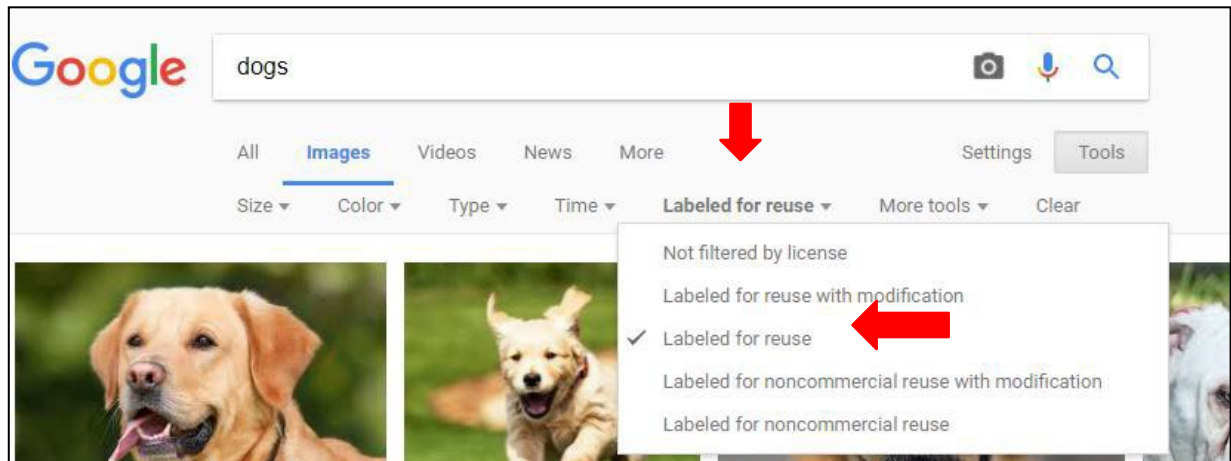 Google dogs
All Images Videos News More Settings Tools
Size Color Type Time Labeled for reuse More tools Clear
Not filtered by license
Labeled for reuse with modification
Labeled for reuse
Labeled for noncommercial reuse with modification
Labeled for noncommercial reuse